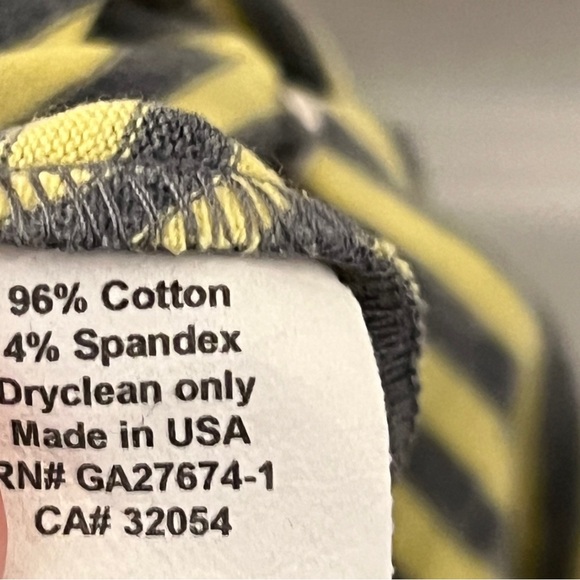 96% Cotton
4% Spandex
Dryclean only
Made in USA
RN# GA27674-1
CA# 32054